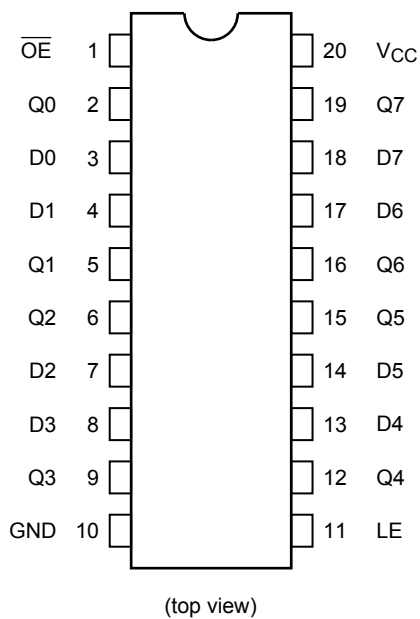 O̅E̅ 1 20 VCC
Q0 2 19 Q7
D0 3 18 D7
D1 4 17 D6
Q1 5 16 Q6
Q2 6 15 Q5
D2 7 14 D5
D3 8 13 D4
Q3 9 12 Q4
GND 10 11 LE
(top view)